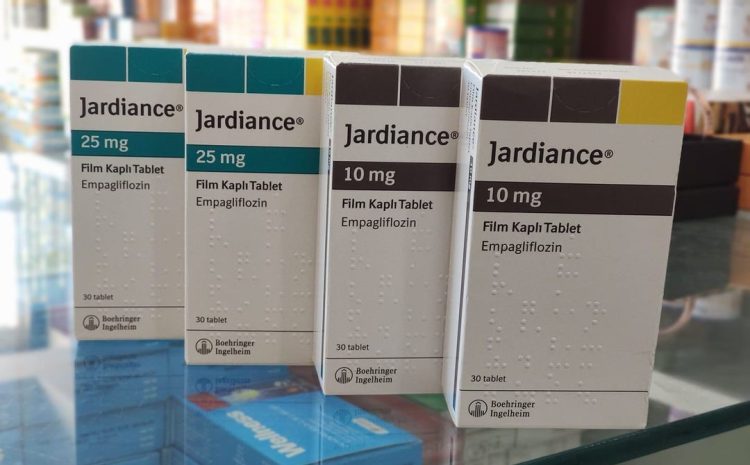 Jardiance®
25 mg
Film Kaplı Tablet
Empagliflozin
30 tablet
Boehringer
Ingelheim
Jardiance®
25 mg
Film Kaplı Tablet
Empagliflozin
30 tablet
Boehringer
Ingelheim
Jardiance®
10 mg
Film Kaplı Tablet
Empagliflozin
30 tablet
Boehringer
Ingelheim
Jardiance®
10 mg
Film Kaplı Tablet
Empagliflozin
30 tablet
Boehringer
Ingelheim
Wellness